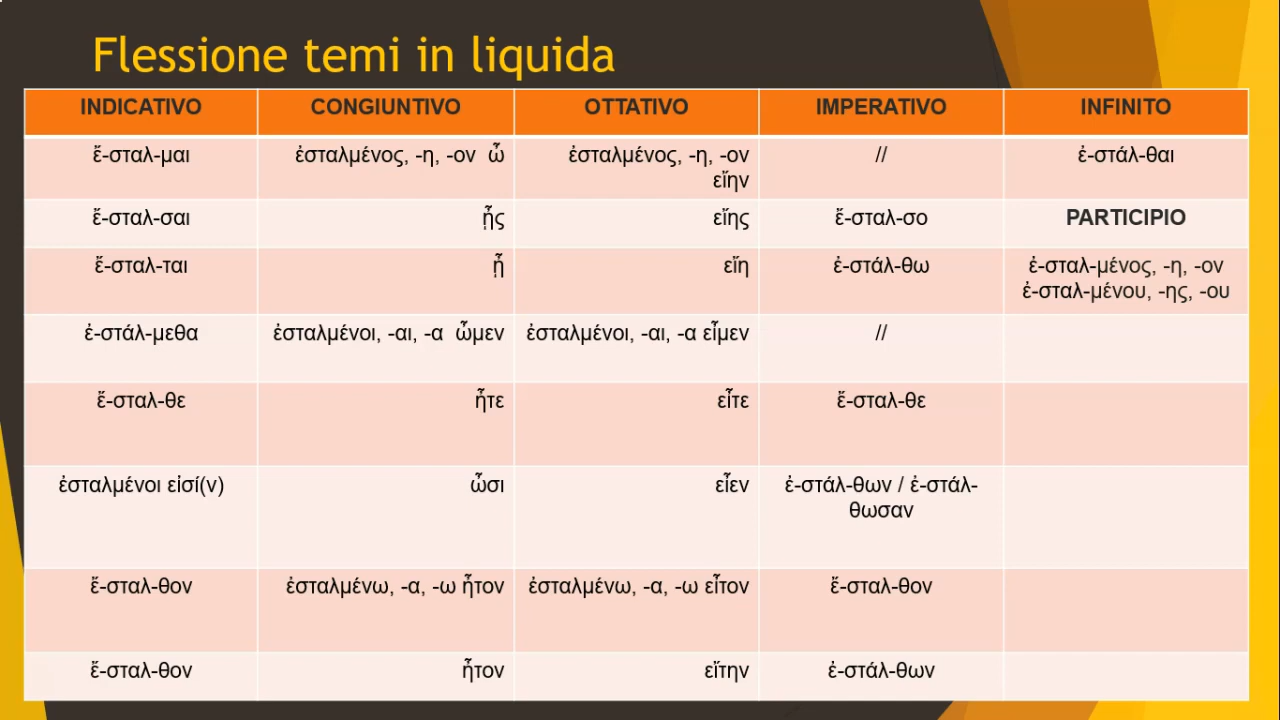 Flessione temi in liquida
INDICATIVO CONGIUNTIVO OTTATIVO IMPERATIVO INFINITO
ἔ-σταλ-μαι ἐσταλμένος, -η, -ον ὦ ἐσταλμένος, -η, -ον // ἐ-στάλ-θαι
εἴην
ἔ-σταλ-σαι ᾖς εἴης ἔ-σταλ-σο PARTICIPIO
ἔ-σταλ-ται ᾖ εἴη ἐ-στάλ-θω ἐ-σταλ-μένος, -η, -ον
ἐ-σταλ-μένου, -ης, -ου
ἐ-στάλ-μεθα ἐσταλμένοι, -αι, -α ὦμεν ἐσταλμένοι, -αι, -α εἶμεν //
ἔ-σταλ-θε ἦτε εἶτε ἔ-σταλ-θε
ἐσταλμένοι εἰσί(ν) ὦσι εἶεν ἐ-στάλ-θων / ἐ-στάλ-
θωσαν
ἔ-σταλ-θον ἐσταλμένω, -α, -ω ἦτον ἐσταλμένω, -α, -ω εἶτον ἔ-σταλ-θον
ἔ-σταλ-θον ἦτον εἴτην ἐ-στάλ-θων